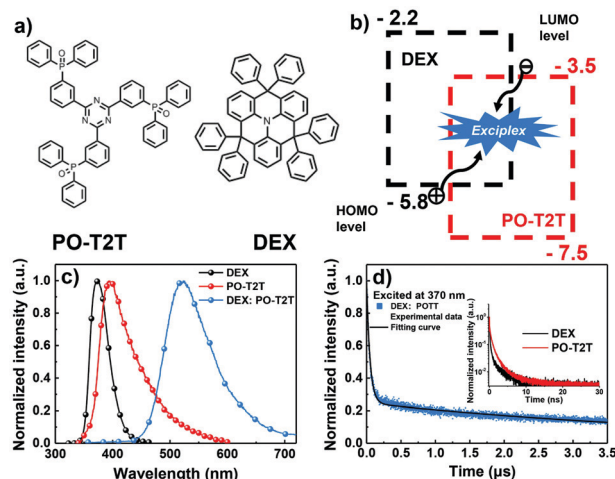 a)
O
P
N
N
N
P
O
P
O
N
PO-T2T
DEX
b)
- 2.2
LUMO
level
DEX
⊖
- 3.5
Exciplex
⊕
HOMO
level
- 5.8
PO-T2T
- 7.5
c)
DEX
PO-T2T
DEX: PO-T2T
Normalized intensity (a.u.)
1.0
0.8
0.6
0.4
0.2
0.0
300 400 500 600 700
Wavelength (nm)
d)
Excited at 370 nm
DEX: POTT
Experimental data
Fitting curve
Normalized intensity (a.u.)
1.0
0.8
0.6
0.4
0.2
0.0
0.0 0.5 1.0 1.5 2.0 2.5 3.0 3.5
Time (μs)
Normalized intensity (a.u.)
DEX
PO-T2T
0 10 20 30
Time (ns)